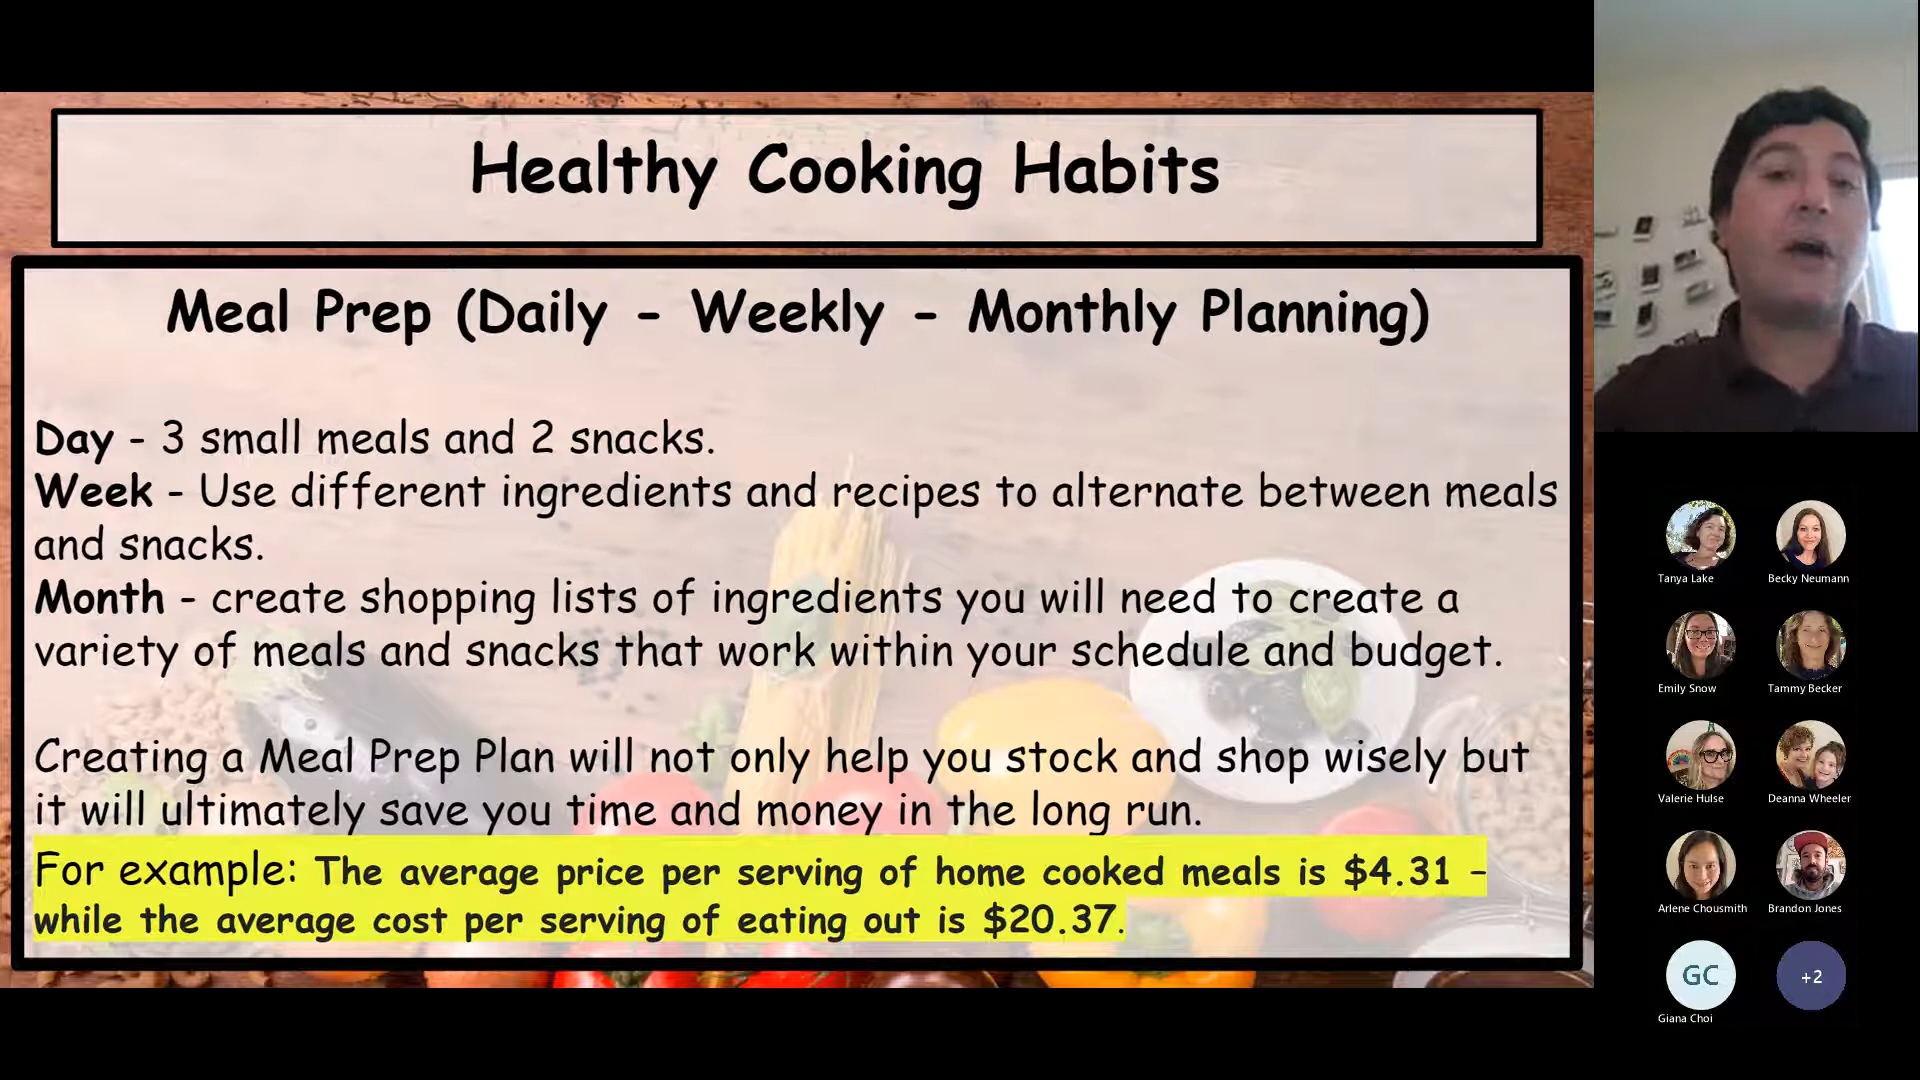 Healthy Cooking Habits
Meal Prep (Daily - Weekly - Monthly Planning)
Day - 3 small meals and 2 snacks.
Week - Use different ingredients and recipes to alternate between meals
and snacks.
Month - create shopping lists of ingredients you will need to create a
variety of meals and snacks that work within your schedule and budget.
Creating a Meal Prep Plan will not only help you stock and shop wisely but
it will ultimately save you time and money in the long run.
For example: The average price per serving of home cooked meals is $4.31 –
while the average cost per serving of eating out is $20.37.
Tanya Lake
Becky Neumann
Emily Snow
Tammy Becker
Valerie Hulse
Deanna Wheeler
Arlene Chousmith
Brandon Jones
GC
+2
Giana Choi